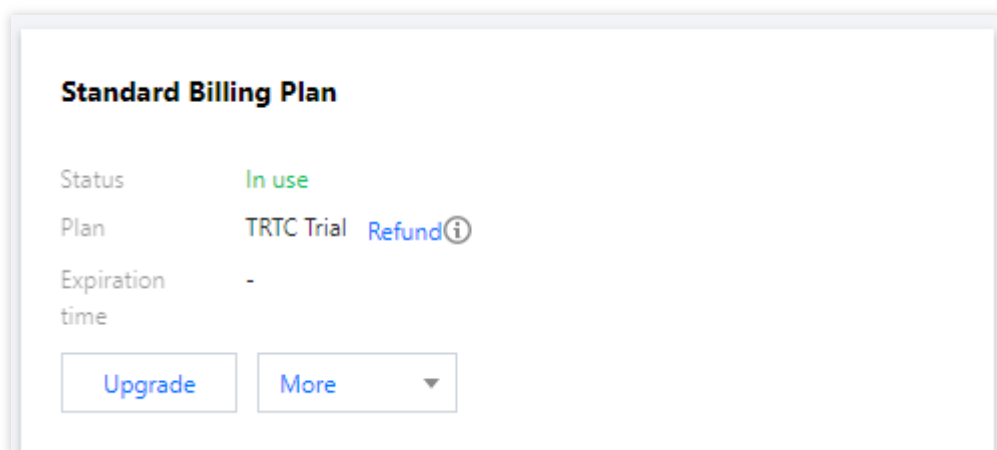 Standard Billing Plan
Status In use
Plan TRTC Trial Refund
Expiration time -
Upgrade More